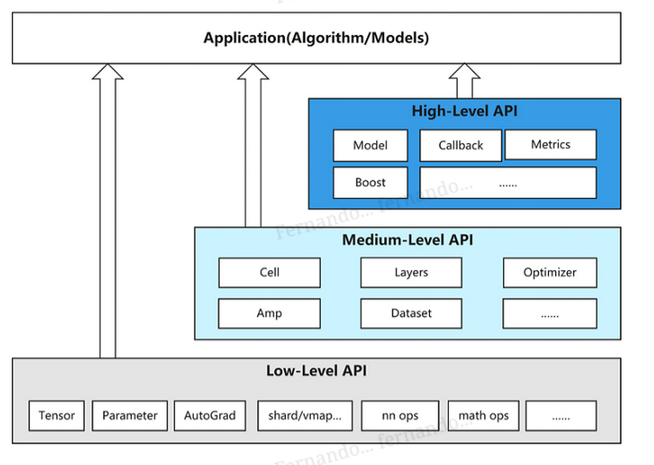 Application(Algorithm/Models)
High-Level API
Model Callback Metrics
Boost ......
Fernando... fernando...
Medium-Level API
Cell Layers Optimizer
Amp Dataset ......
Low-Level API
Tensor Parameter AutoGrad shard/vmap... nn ops math ops ......
Fernando... fernando...